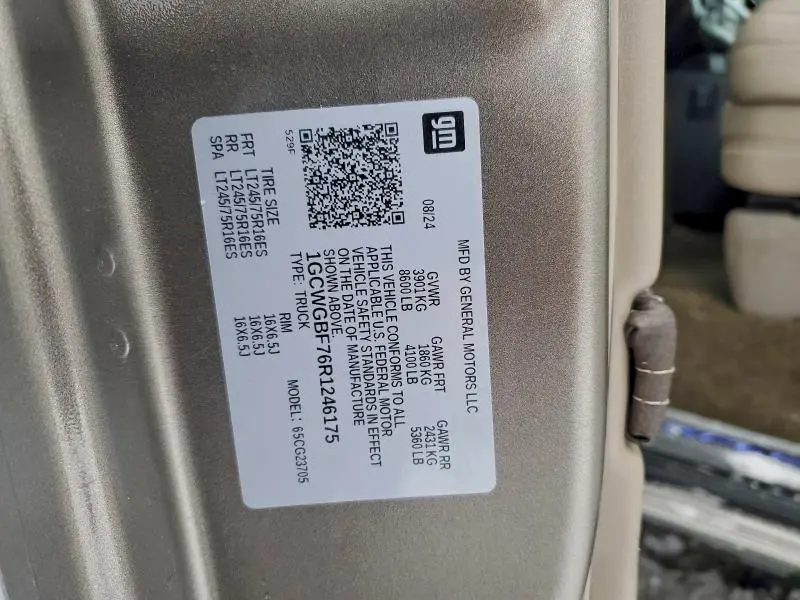 gm
08/24
MFD BY GENERAL MOTORS LLC
GVWR GAWR FRT GAWR RR
3901 KG 1860 KG 2431 KG
8600 LB 4100 LB 5360 LB
THIS VEHICLE CONFORMS TO ALL
APPLICABLE U.S. FEDERAL MOTOR
VEHICLE SAFETY STANDARDS IN EFFECT
ON THE DATE OF MANUFACTURE
SHOWN ABOVE.
1GCWGBF76R1246175
TYPE: TRUCK MODEL: 65CG23705
529F
TIRE SIZE RIM
FRT LT245/75R16ES 16X6.5J
RR LT245/75R16ES 16X6.5J
SPA LT245/75R16ES 16X6.5J